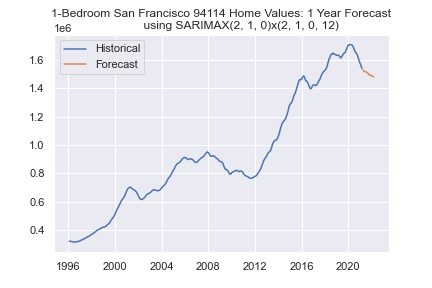 1-Bedroom San Francisco 94114 Home Values: 1 Year Forecast
using SARIMAX(2, 1, 0)x(2, 1, 0, 12)
1e6
Historical
Forecast
1.6
1.4
1.2
1.0
0.8
0.6
0.4
1996 2000 2004 2008 2012 2016 2020